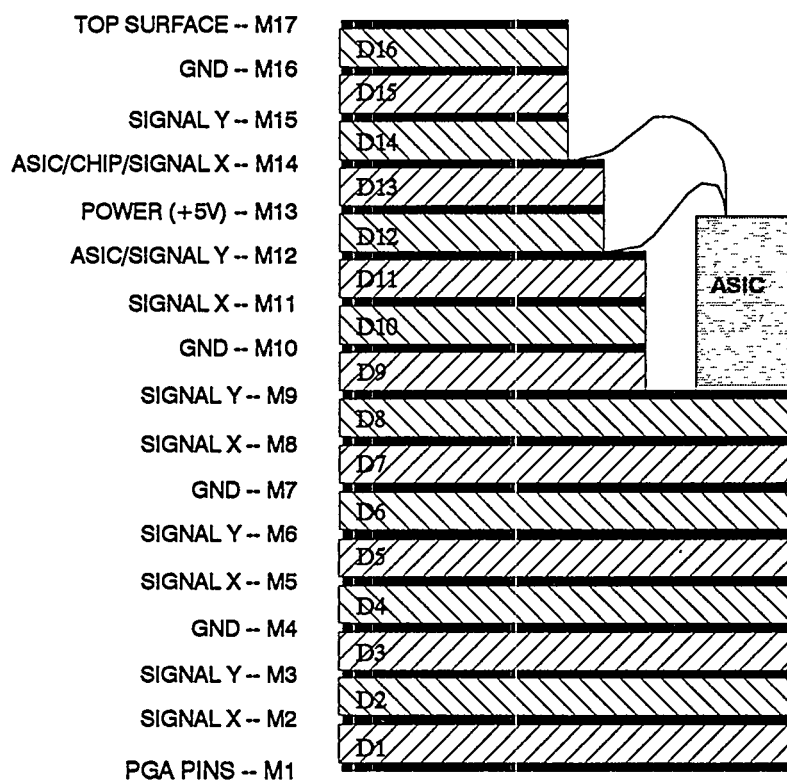 TOP SURFACE -- M17
D16
GND -- M16
D15
SIGNAL Y -- M15
D14
ASIC/CHIP/SIGNAL X -- M14
D13
POWER (+5V) -- M13
D12
ASIC/SIGNAL Y -- M12
D11
ASIC
SIGNAL X -- M11
D10
GND -- M10
D9
SIGNAL Y -- M9
D8
SIGNAL X -- M8
D7
GND -- M7
D6
SIGNAL Y -- M6
D5
SIGNAL X -- M5
D4
GND -- M4
D3
SIGNAL Y -- M3
D2
SIGNAL X -- M2
D1
PGA PINS -- M1